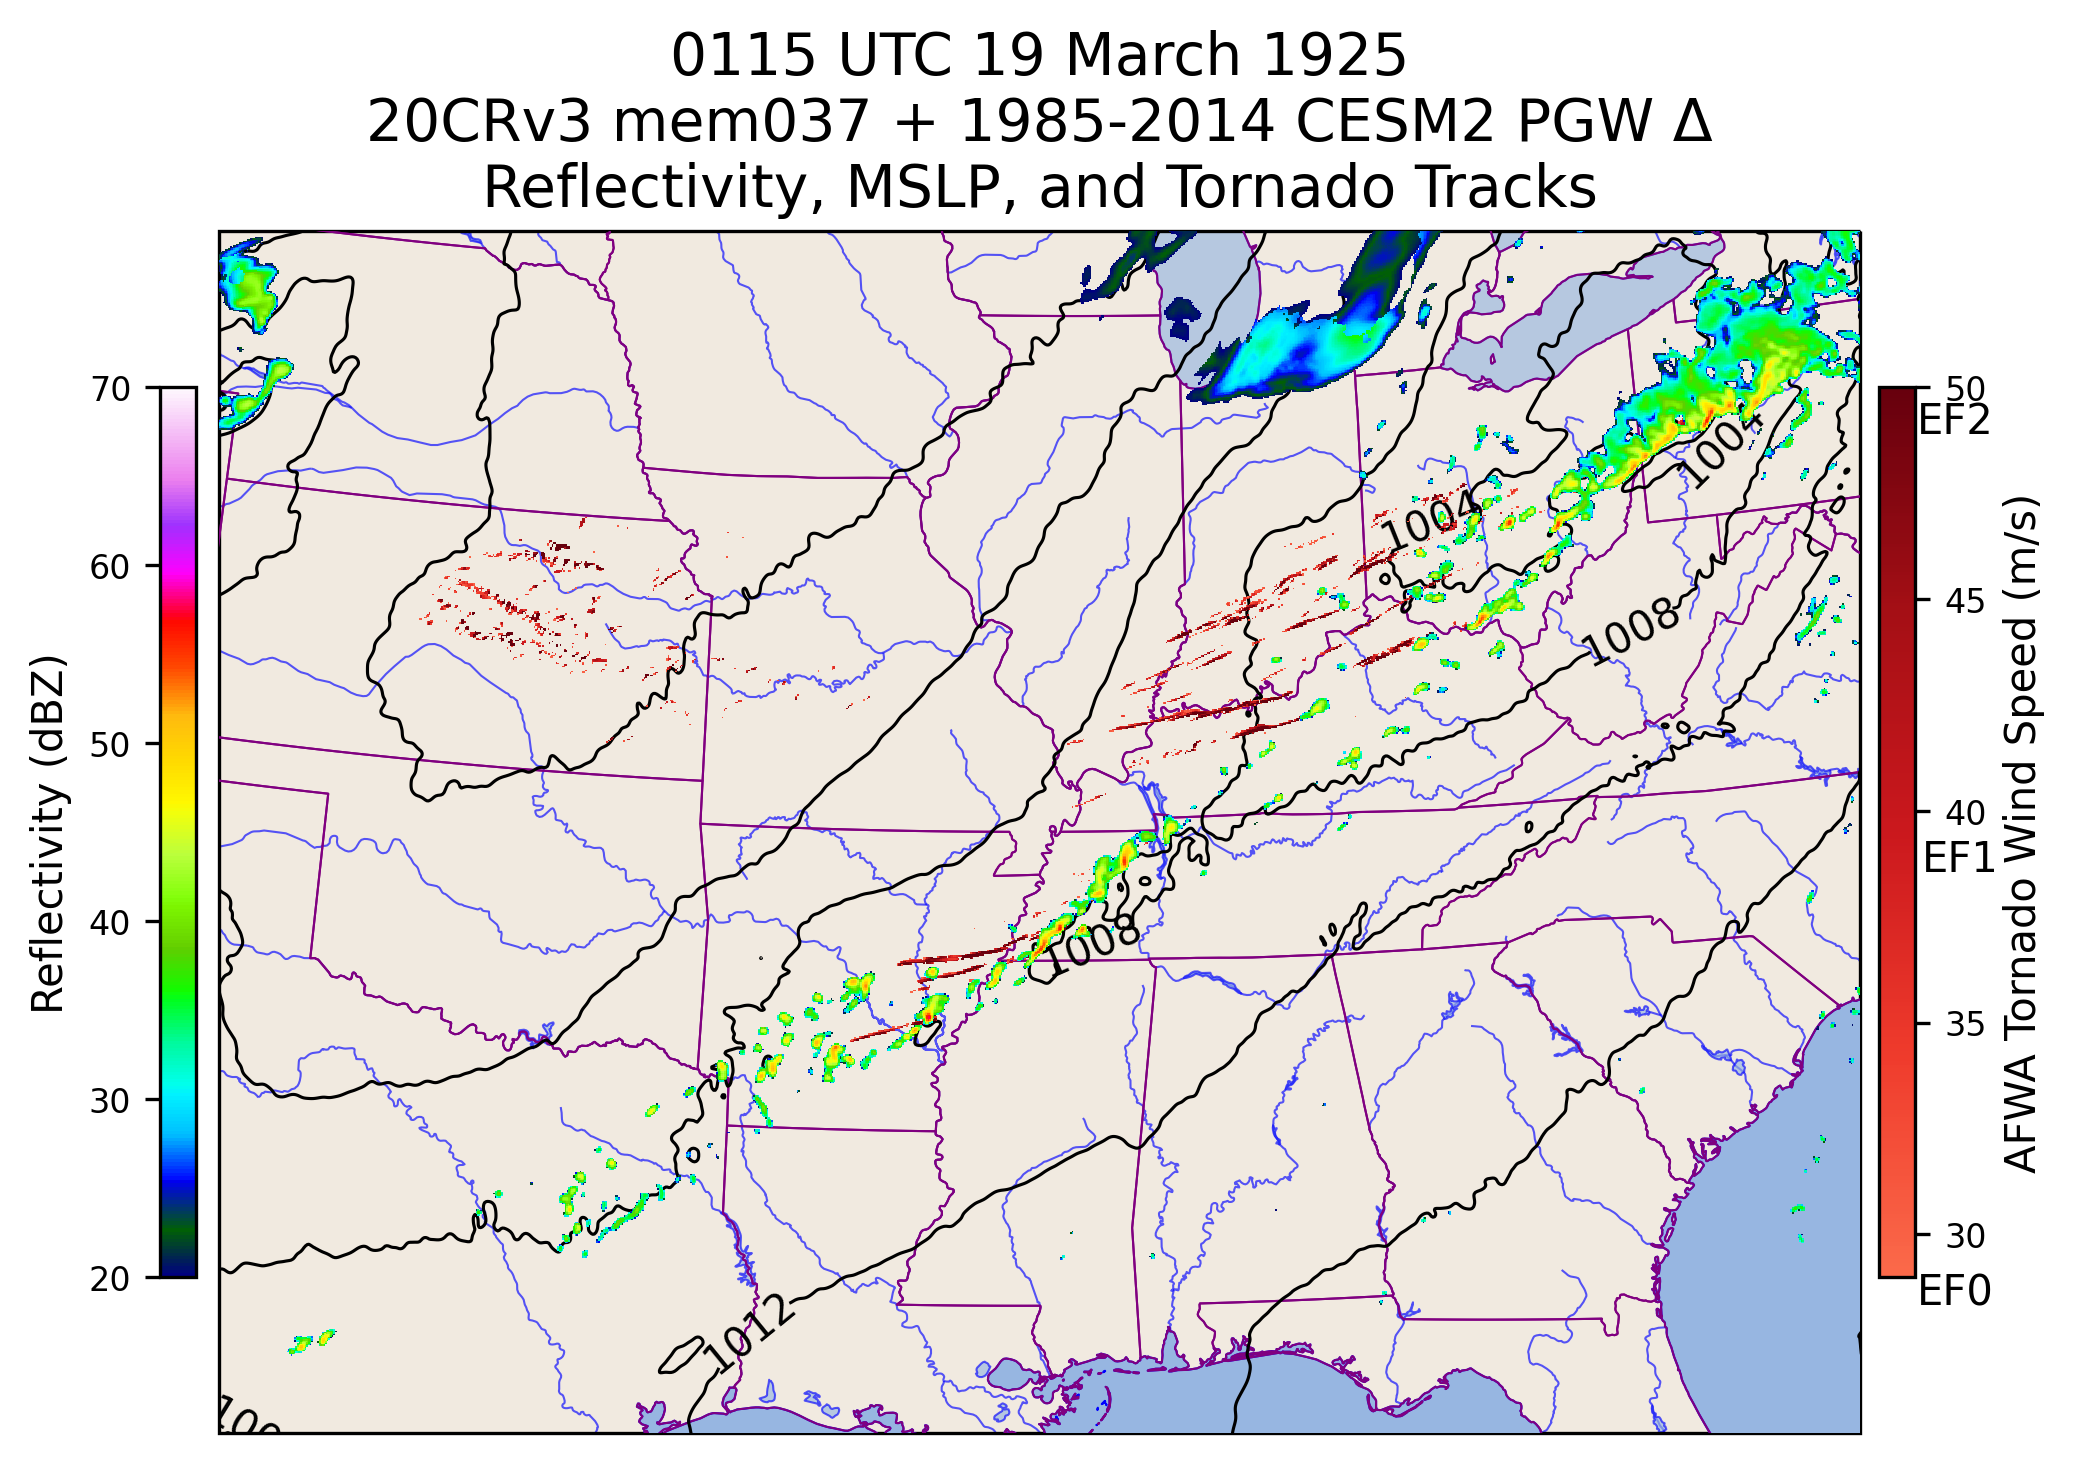 0115 UTC 19 March 1925
20CRv3 mem037 + 1985-2014 CESM2 PGW Δ
Reflectivity, MSLP, and Tornado Tracks
Reflectivity (dBZ)
70
60
50
40
30
20
1004
1004
1008
1008
1012
50
EF2
45
40
EF1
35
30
EF0
AFWA Tornado Wind Speed (m/s)